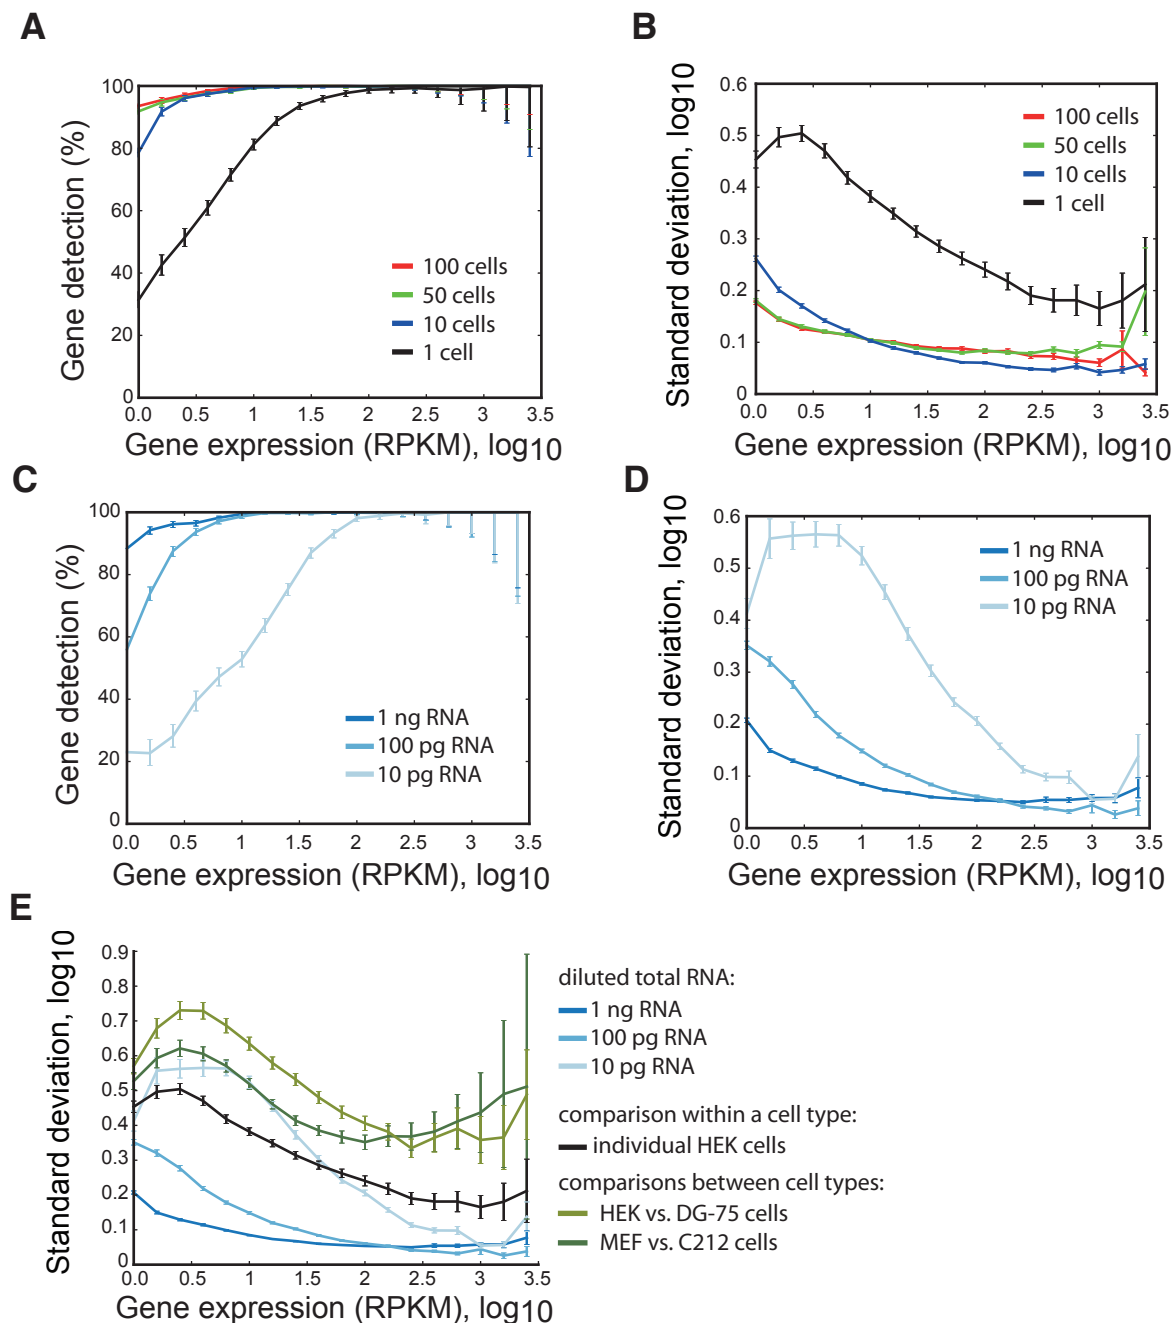 A
100
80
60
40
20
0
Gene detection (%)
100 cells
50 cells
10 cells
1 cell
0.0 0.5 1 1.5 2 2.5 3 3.5
Gene expression (RPKM), log10
B
0.6
0.5
0.4
0.3
0.2
0.1
0
Standard deviation, log10
100 cells
50 cells
10 cells
1 cell
0.0 0.5 1 1.5 2 2.5 3 3.5
Gene expression (RPKM), log10
C
100
80
60
40
20
0
Gene detection (%)
1 ng RNA
100 pg RNA
10 pg RNA
0.0 0.5 1 1.5 2 2.5 3 3.5
Gene expression (RPKM), log10
D
0.6
0.5
0.4
0.3
0.2
0.1
0
Standard deviation, log10
1 ng RNA
100 pg RNA
10 pg RNA
0.0 0.5 1 1.5 2 2.5 3 3.5
Gene expression (RPKM), log10
E
0.9
0.8
0.7
0.6
0.5
0.4
0.3
0.2
0.1
0
Standard deviation, log10
0.0 0.5 1 1.5 2 2.5 3 3.5
Gene expression (RPKM), log10
diluted total RNA:
1 ng RNA
100 pg RNA
10 pg RNA
comparison within a cell type:
individual HEK cells
comparisons between cell types:
HEK vs. DG-75 cells
MEF vs. C212 cells